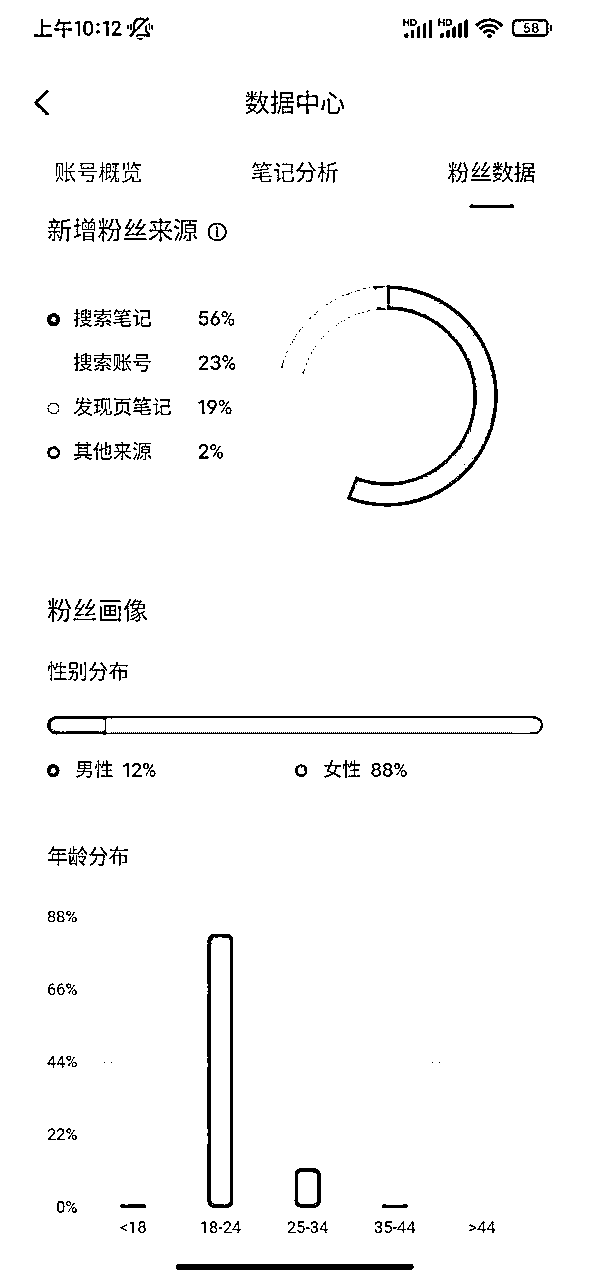 上午10:12 HD HD 58
数据中心
账号概览 笔记分析 粉丝数据
新增粉丝来源
搜索笔记 56%
搜索账号 23%
发现页笔记 19%
其他来源 2%
粉丝画像
性别分布
男性 12% 女性 88%
年龄分布
88%
66%
44%
22%
0%
<18 18-24 25-34 35-44 >44